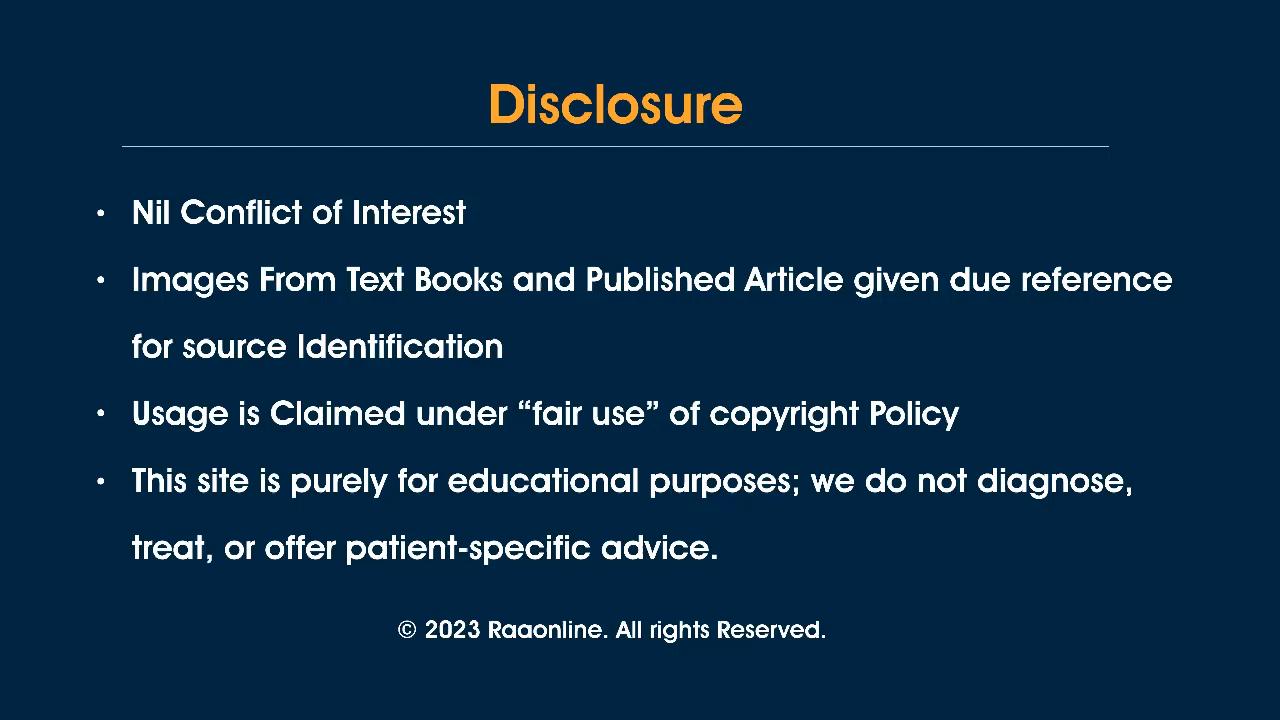 Disclosure
• Nil Conflict of Interest
• Images From Text Books and Published Article given due reference
for source Identification
• Usage is Claimed under “fair use” of copyright Policy
• This site is purely for educational purposes; we do not diagnose,
treat, or offer patient-specific advice.
© 2023 Raaonline. All rights Reserved.